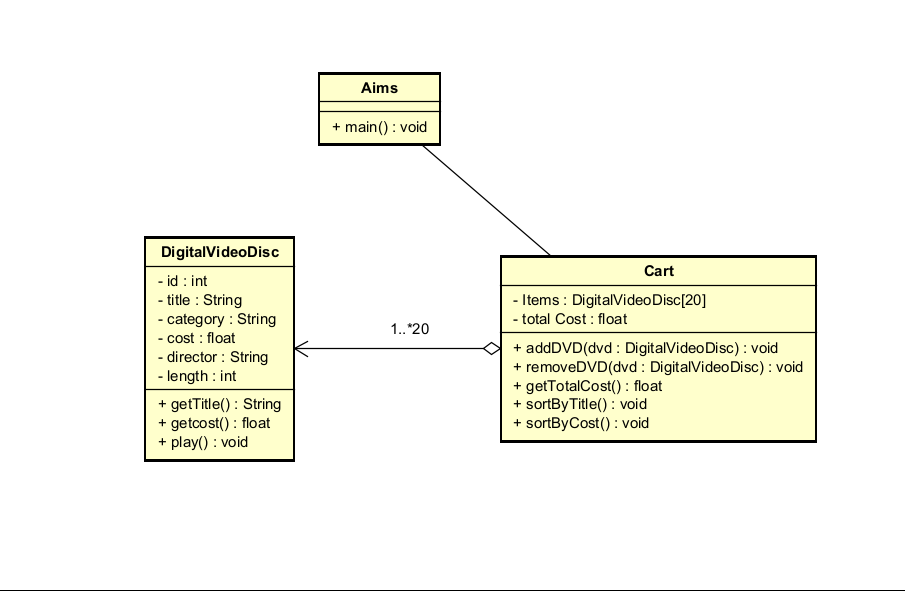 Aims
+ main() : void
DigitalVideoDisc
- id : int
- title : String
- category : String
- cost : float
- director : String
- length : int
+ getTitle() : String
+ getcost() : float
+ play() : void
1..*20
Cart
- Items : DigitalVideoDisc[20]
- total Cost : float
+ addDVD(dvd : DigitalVideoDisc) : void
+ removeDVD(dvd : DigitalVideoDisc) : void
+ getTotalCost() : float
+ sortByTitle() : void
+ sortByCost() : void